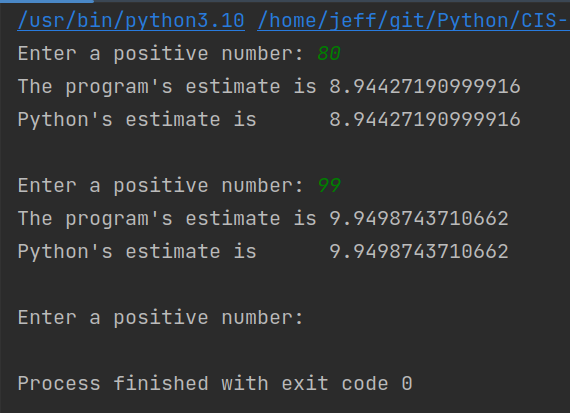 /usr/bin/python3.10 /home/jeff/git/Python/CIS-
Enter a positive number: 80
The program's estimate is 8.94427190999916
Python's estimate is      8.94427190999916
Enter a positive number: 99
The program's estimate is 9.9498743710662
Python's estimate is      9.9498743710662
Enter a positive number:
Process finished with exit code 0